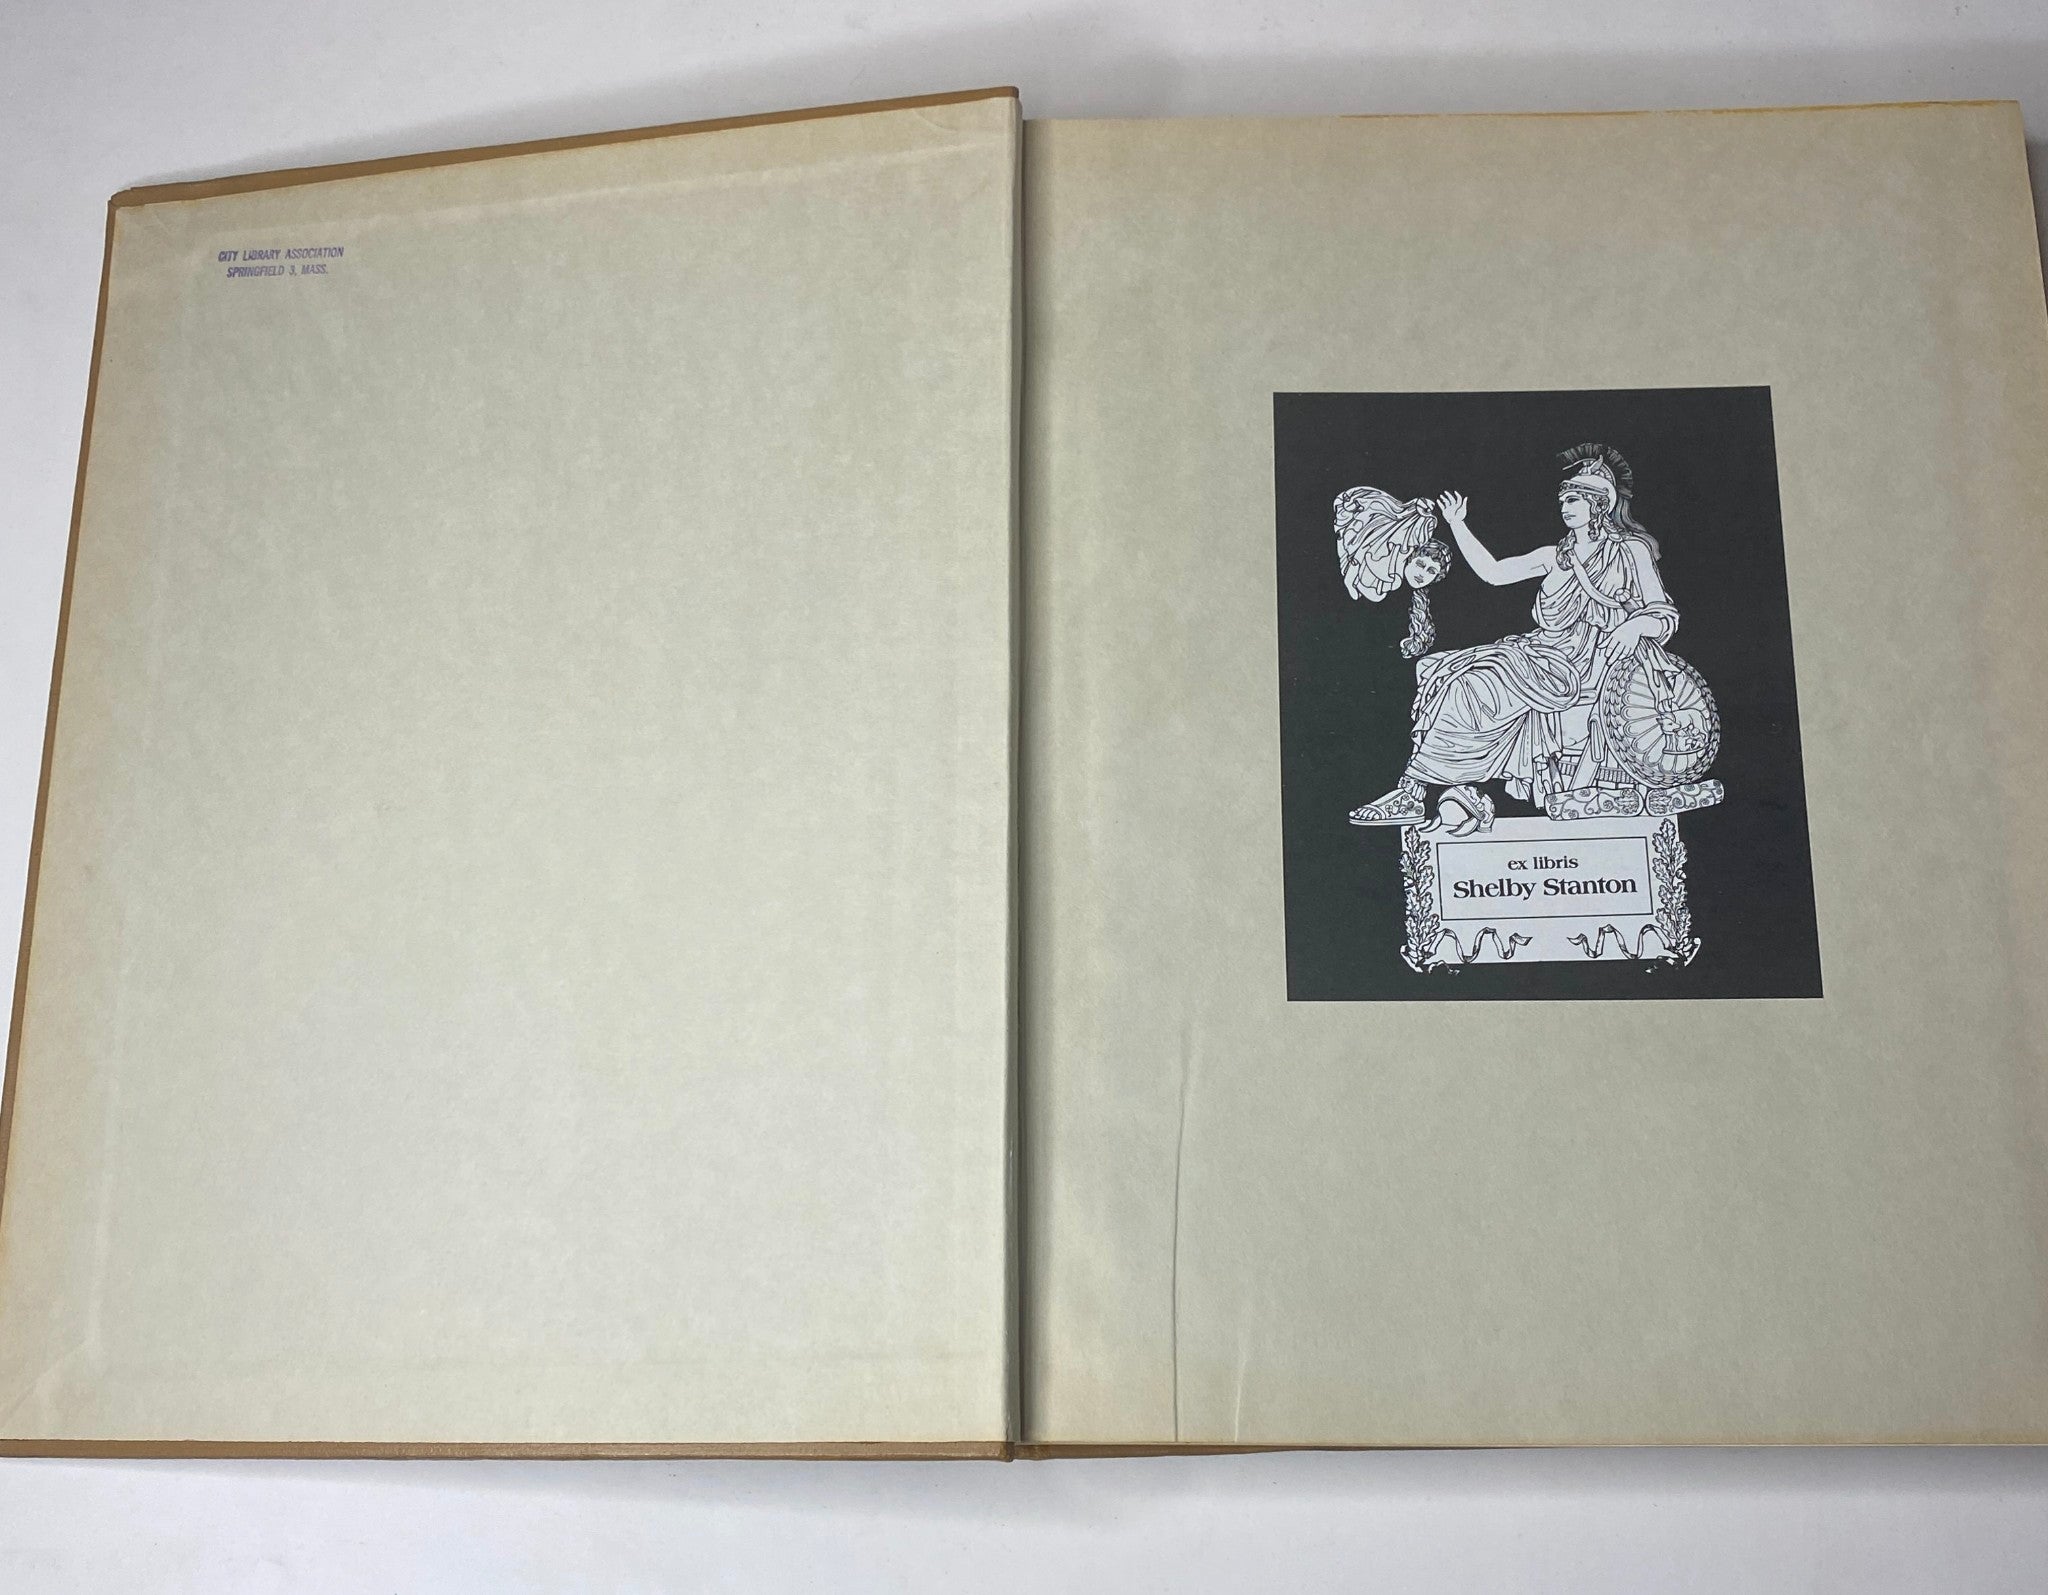 CITY LIBRARY ASSOCIATION
SPRINGFIELD 3, MASS.
ex libris
Shelby Stanton